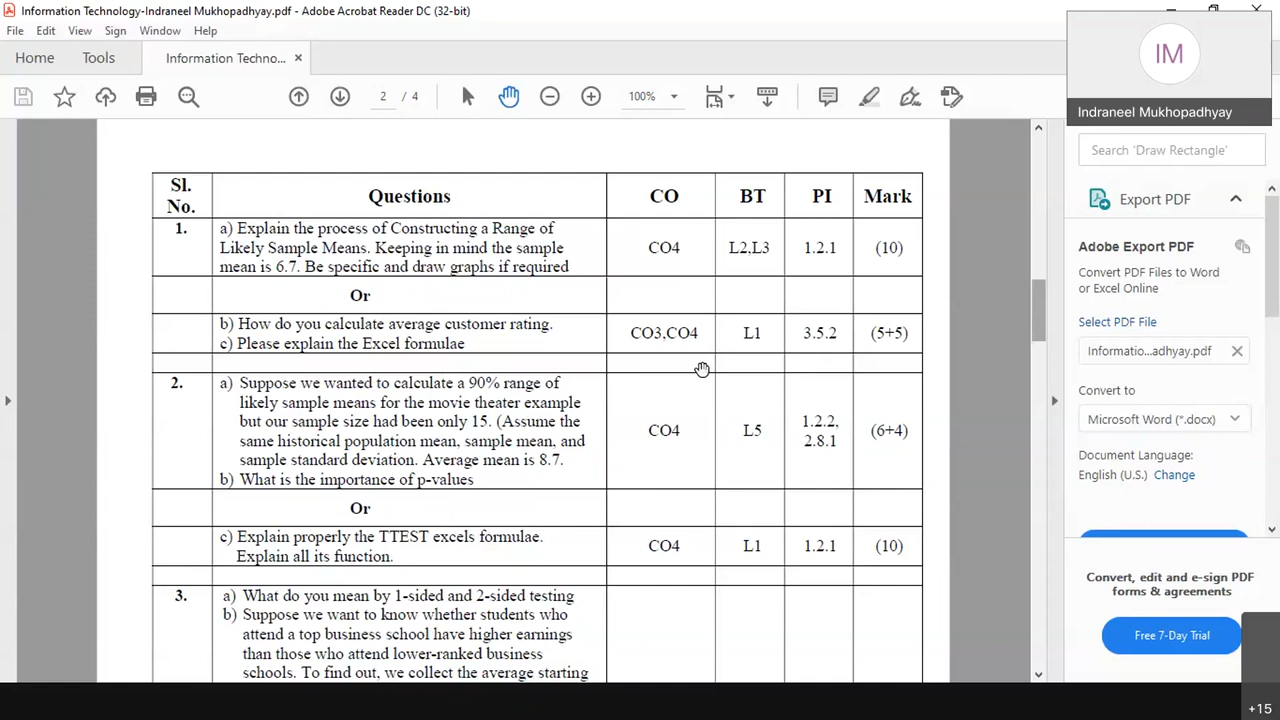 Information Technology-Indraneel Mukhopadhyay.pdf - Adobe Acrobat Reader DC (32-bit)
File Edit View Sign Window Help
Home Tools Information Techno... ×
2 / 4 100%
IM
Indraneel Mukhopadhyay
Search 'Draw Rectangle'
Export PDF
Adobe Export PDF
Convert PDF Files to Word
or Excel Online
Select PDF File
Informatio...adhyay.pdf
Convert to
Microsoft Word (*.docx)
Document Language:
English (U.S.) Change
Convert, edit and e-sign PDF
forms & agreements
Free 7-Day Trial
+15
Sl.
No. Questions CO BT PI Mark
1. a) Explain the process of Constructing a Range of
Likely Sample Means. Keeping in mind the sample CO4 L2,L3 1.2.1 (10)
mean is 6.7. Be specific and draw graphs if required
Or
b) How do you calculate average customer rating. CO3,CO4 L1 3.5.2 (5+5)
c) Please explain the Excel formulae
2. a) Suppose we wanted to calculate a 90% range of
likely sample means for the movie theater example
but our sample size had been only 15. (Assume the 1.2.2,
same historical population mean, sample mean, and CO4 L5 2.8.1 (6+4)
sample standard deviation. Average mean is 8.7.
b) What is the importance of p-values
Or
c) Explain properly the TTEST excels formulae. CO4 L1 1.2.1 (10)
Explain all its function.
3. a) What do you mean by 1-sided and 2-sided testing
b) Suppose we want to know whether students who
attend a top business school have higher earnings
than those who attend lower-ranked business
schools. To find out, we collect the average starting